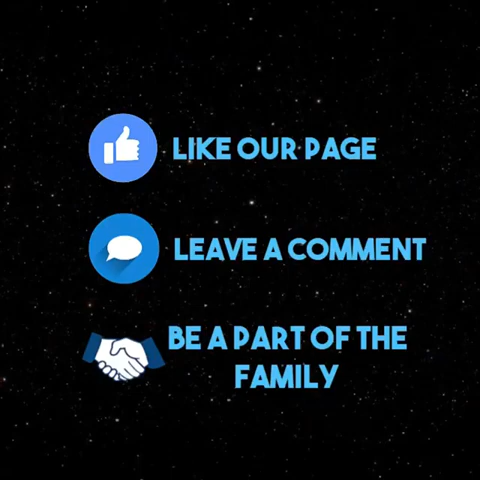 LIKE OUR PAGE
LEAVE A COMMENT
BE A PART OF THE
FAMILY